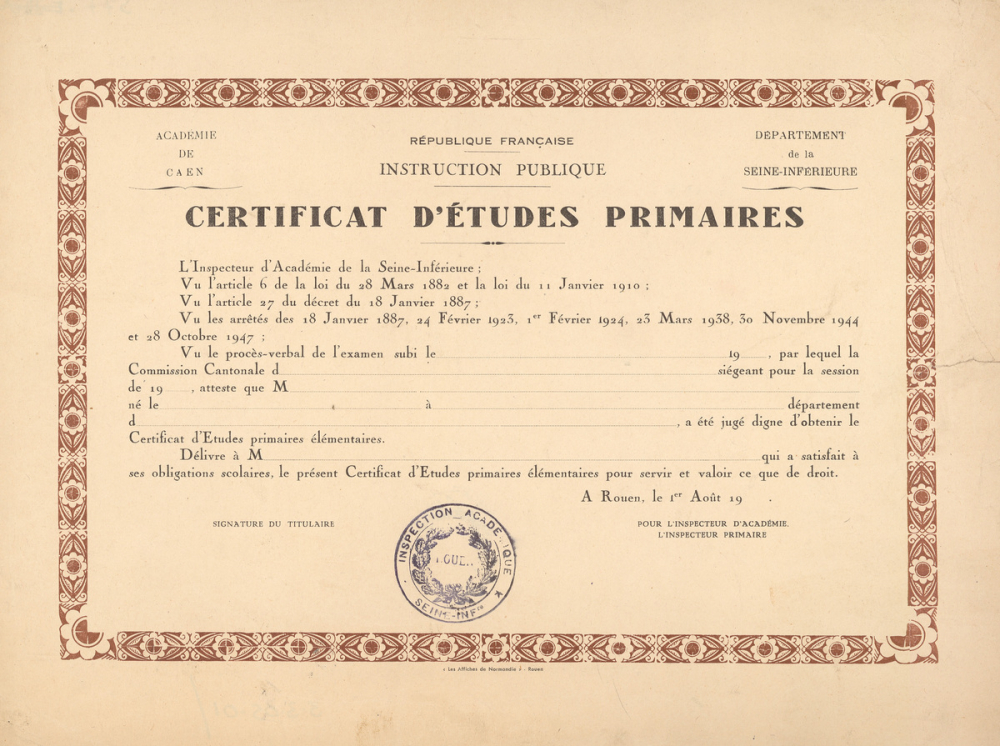 ACADEMIE
DE
CAEN
RÉPUBLIQUE FRANÇAISE
INSTRUCTION PUBLIQUE
DEPARTEMENT
de la
SEINE-INFERIEURE
CERTIFICAT D'ÉTUDES PRIMAIRES
L'Inspecteur d'Académie de la Seine-Inférieure ;
Vu l'article 6 de la loi du 28 Mars 1882 et la loi du 11 Janvier 1910 ;
Vu l'article 27 du décret du 18 Janvier 1887 ;
Vu les arrêtés des 18 Janvier 1887, 24 Février 1923, 1er Février 1924, 23 Mars 1938, 30 Novembre 1944
et 28 Octobre 1947 ;
Vu le procès-verbal de l'examen subi le 19 , par lequel la
Commission Cantonale d siégeant pour la session
de 19 , atteste que M
né le à département
d , a été jugé digne d'obtenir le
Certificat d'Etudes primaires élémentaires.
Délivre à M qui a satisfait à
ses obligations scolaires, le présent Certificat d'Etudes primaires élémentaires pour servir et valoir ce que de droit.
A Rouen, le 1er Août 19 .
SIGNATURE DU TITULAIRE
POUR L'INSPECTEUR D'ACADÉMIE.
L'INSPECTEUR PRIMAIRE
INSPECTION
SEINE-INFre
« Les Affiches de Normandie » - Rouen